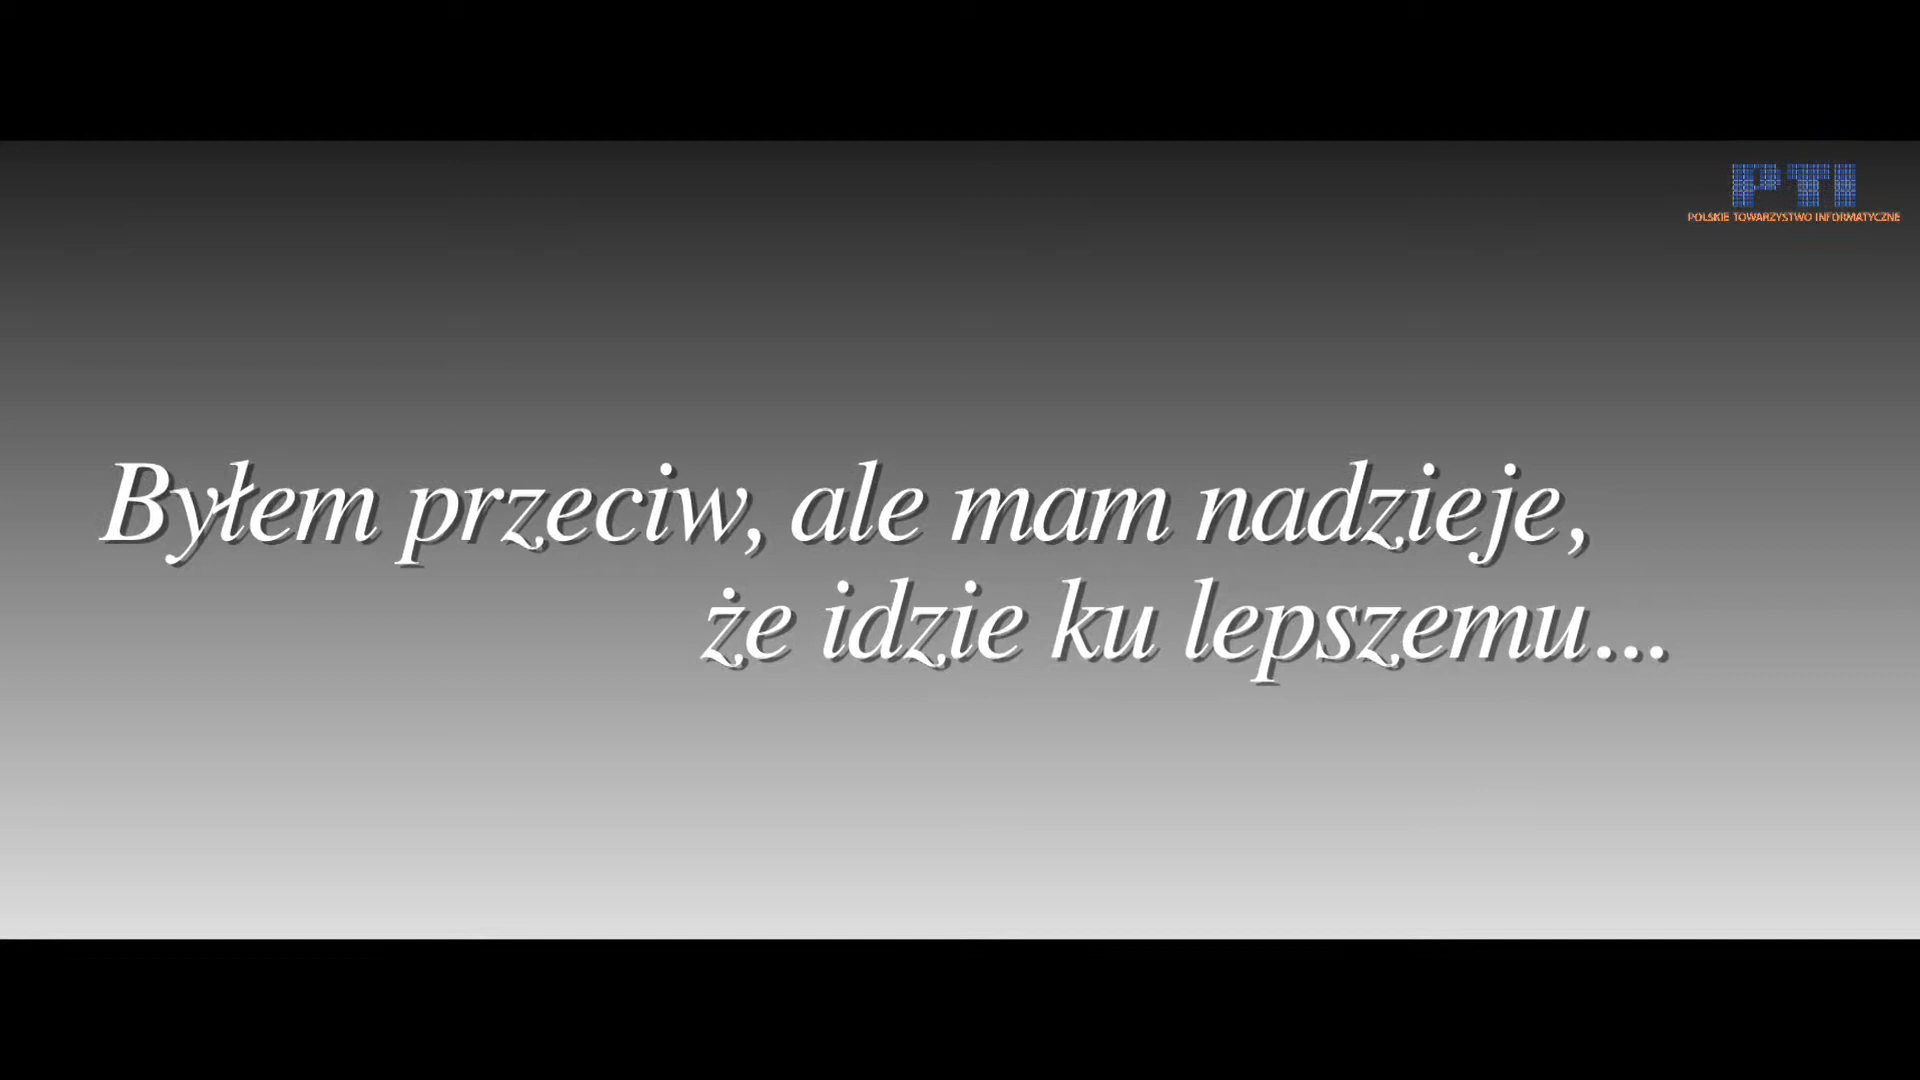 PTI
POLSKIE TOWARZYSTWO INFORMATYCZNE
Byłem przeciw, ale mam nadzieje,
że idzie ku lepszemu...